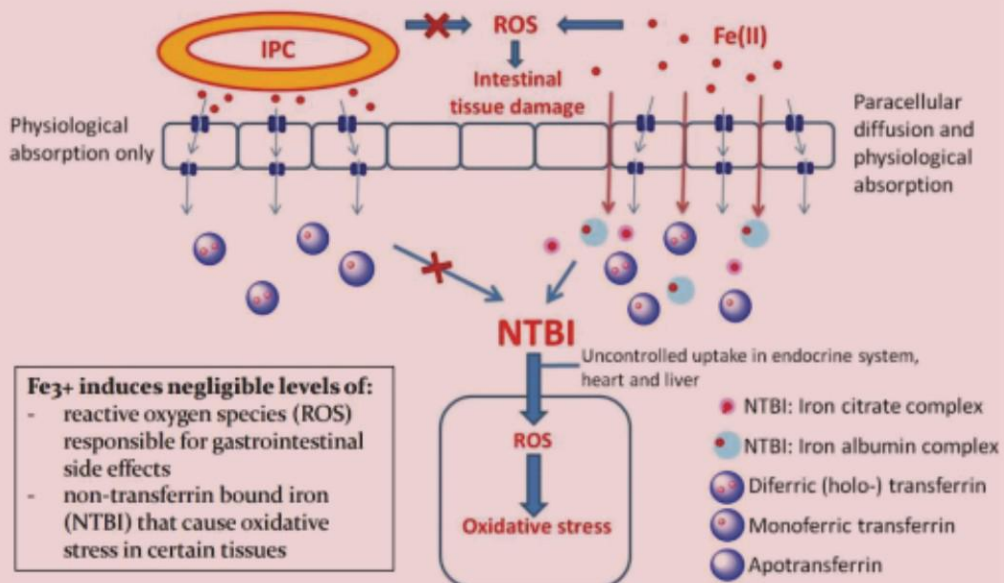 IPC
ROS
Fe(II)
Intestinal
tissue damage
Physiological
absorption only
Paracellular
diffusion and
physiological
absorption
NTBI
Uncontrolled uptake in endocrine system,
heart and liver
ROS
Oxidative stress
Fe3+ induces negligible levels of:
- reactive oxygen species (ROS)
responsible for gastrointestinal
side effects
- non-transferrin bound iron
(NTBI) that cause oxidative
stress in certain tissues
NTBI: Iron citrate complex
NTBI: Iron albumin complex
Diferric (holo-) transferrin
Monoferric transferrin
Apotransferrin